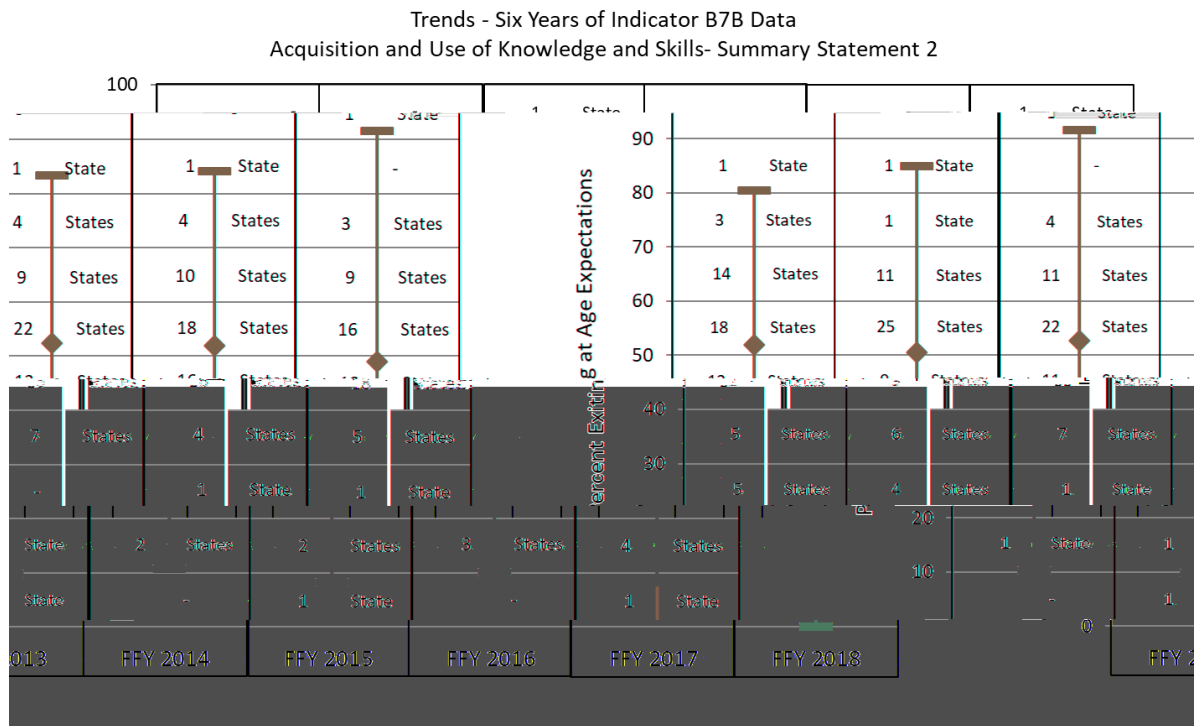 Trends - Six Years of Indicator B7B Data
Acquisition and Use of Knowledge and Skills- Summary Statement 2
100
1 State
90
1 State 1 State - 1 State 1 State -
80
4 States 4 States 3 States 3 States 1 State 4 States
70
9 States 10 States 9 States 14 States 11 States 11 States
60
22 States 18 States 16 States 18 States 25 States 22 States
50
at Age Expectations
40
7 States 4 States 5 States 5 States 6 States 7 States
30
- 1 State 1 State 5 States 4 States 1 State
20
State 2 States 2 States 3 States 4 States 1 State 1
10
State - 1 State - 1 State - 1
0
2013 FFY 2014 FFY 2015 FFY 2016 FFY 2017 FFY 2018 FFY